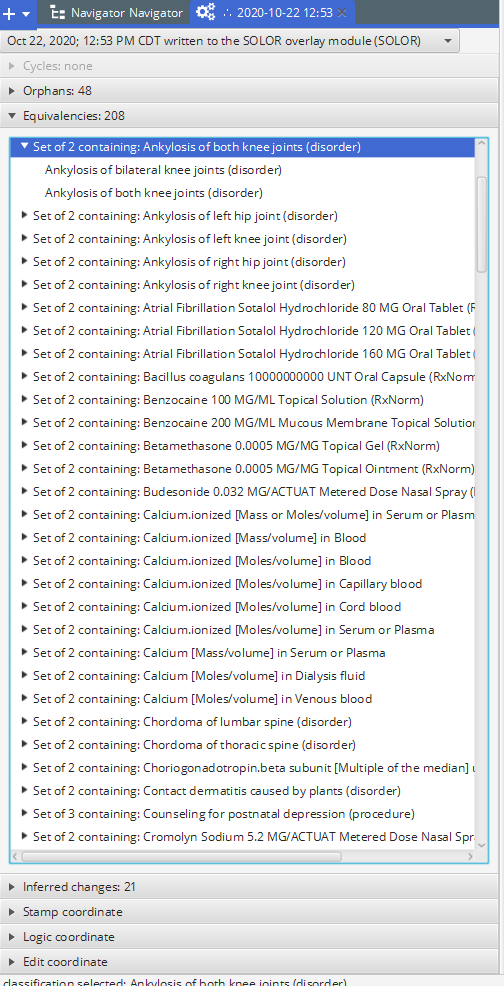 Navigator Navigator
2020-10-22 12:53
Oct 22, 2020; 12:53 PM CDT written to the SOLOR overlay module (SOLOR)
Cycles: none
Orphans: 48
Equivalencies: 208
Set of 2 containing: Ankylosis of both knee joints (disorder)
Ankylosis of bilateral knee joints (disorder)
Ankylosis of both knee joints (disorder)
Set of 2 containing: Ankylosis of left hip joint (disorder)
Set of 2 containing: Ankylosis of left knee joint (disorder)
Set of 2 containing: Ankylosis of right hip joint (disorder)
Set of 2 containing: Ankylosis of right knee joint (disorder)
Set of 2 containing: Atrial Fibrillation Sotalol Hydrochloride 80 MG Oral Tablet (R
Set of 2 containing: Atrial Fibrillation Sotalol Hydrochloride 120 MG Oral Tablet (
Set of 2 containing: Atrial Fibrillation Sotalol Hydrochloride 160 MG Oral Tablet (
Set of 2 containing: Bacillus coagulans 10000000000 UNT Oral Capsule (RxNorm
Set of 2 containing: Benzocaine 100 MG/ML Topical Solution (RxNorm)
Set of 2 containing: Benzocaine 200 MG/ML Mucous Membrane Topical Solution
Set of 2 containing: Betamethasone 0.0005 MG/MG Topical Gel (RxNorm)
Set of 2 containing: Betamethasone 0.0005 MG/MG Topical Ointment (RxNorm)
Set of 2 containing: Budesonide 0.032 MG/ACTUAT Metered Dose Nasal Spray (
Set of 2 containing: Calcium.ionized [Mass or Moles/volume] in Serum or Plasm
Set of 2 containing: Calcium.ionized [Mass/volume] in Blood
Set of 2 containing: Calcium.ionized [Moles/volume] in Blood
Set of 2 containing: Calcium.ionized [Moles/volume] in Capillary blood
Set of 2 containing: Calcium.ionized [Moles/volume] in Cord blood
Set of 2 containing: Calcium.ionized [Moles/volume] in Serum or Plasma
Set of 2 containing: Calcium [Mass/volume] in Serum or Plasma
Set of 2 containing: Calcium [Moles/volume] in Dialysis fluid
Set of 2 containing: Calcium [Moles/volume] in Venous blood
Set of 2 containing: Chordoma of lumbar spine (disorder)
Set of 2 containing: Chordoma of thoracic spine (disorder)
Set of 2 containing: Choriogonadotropin.beta subunit [Multiple of the median] u
Set of 2 containing: Contact dermatitis caused by plants (disorder)
Set of 3 containing: Counseling for postnatal depression (procedure)
Set of 2 containing: Cromolyn Sodium 5.2 MG/ACTUAT Metered Dose Nasal Spr
Inferred changes: 21
Stamp coordinate
Logic coordinate
Edit coordinate
classification selected: Ankylosis of both knee joints (disorder)